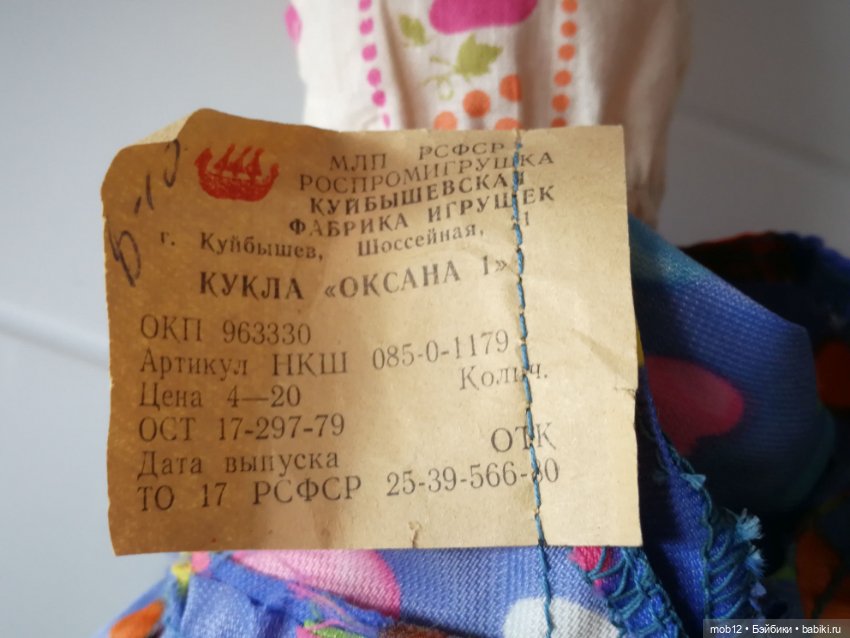 МЛП РСФСР
РОСПРОМИГРУШКА
КУЙБЫШЕВСКАЯ
ФАБРИКА ИГРУШЕК
г. Куйбышев, Шоссейная, 1
КУКЛА «ОКСАНА 1»
ОКП 963330
Артикул НКШ 085-0-1179
Колич.
Цена 4—20
ОСТ 17-297-79
ОТК
Дата выпуска
ТО 17 РСФСР 25-39-566-80
mob12 • Бэйбики • babiki.ru